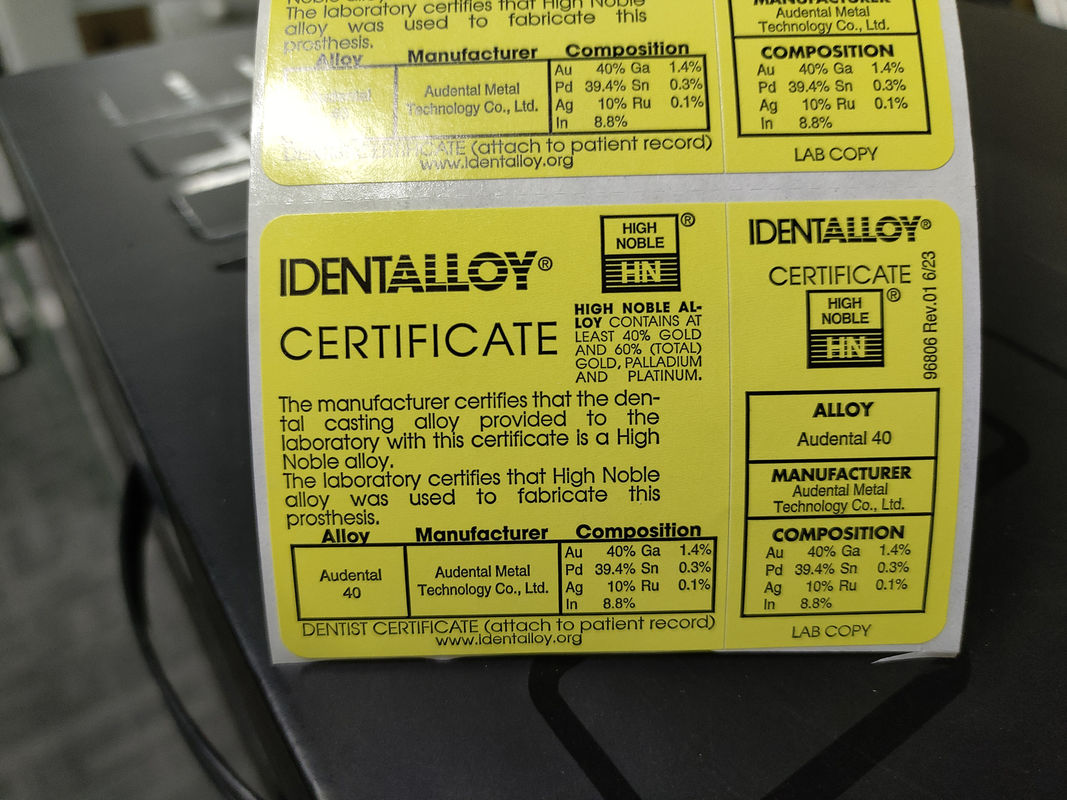 The laboratory certifies that High Noble
alloy was used to fabricate this
prosthesis.
Alloy Manufacturer Composition
Audental Metal
Technology Co., Ltd.
Au 40% Ga 1.4%
Pd 39.4% Sn 0.3%
Ag 10% Ru 0.1%
In 8.8%
(attach to patient record)
www.identalloy.org
MANUFACTURER
Audental Metal
Technology Co., Ltd.
COMPOSITION
Au 40% Ga 1.4%
Pd 39.4% Sn 0.3%
Ag 10% Ru 0.1%
In 8.8%
LAB COPY
IDENTALLOY®
CERTIFICATE
HIGH
NOBLE
HN
®
HIGH NOBLE AL-
LOY CONTAINS AT
LEAST 40% GOLD
AND 60% (TOTAL)
GOLD, PALLADIUM
AND PLATINUM.
The manufacturer certifies that the den-
tal casting alloy provided to the
laboratory with this certificate is a High
Noble alloy.
The laboratory certifies that High Noble
alloy was used to fabricate this
prosthesis.
Alloy Manufacturer Composition
Audental
40
Audental Metal
Technology Co., Ltd.
Au 40% Ga 1.4%
Pd 39.4% Sn 0.3%
Ag 10% Ru 0.1%
In 8.8%
DENTIST CERTIFICATE (attach to patient record)
www.identalloy.org
IDENTALLOY®
CERTIFICATE
HIGH
NOBLE
HN
®
96806 Rev.01 6/23
ALLOY
Audental 40
MANUFACTURER
Audental Metal
Technology Co., Ltd.
COMPOSITION
Au 40% Ga 1.4%
Pd 39.4% Sn 0.3%
Ag 10% Ru 0.1%
In 8.8%
LAB COPY